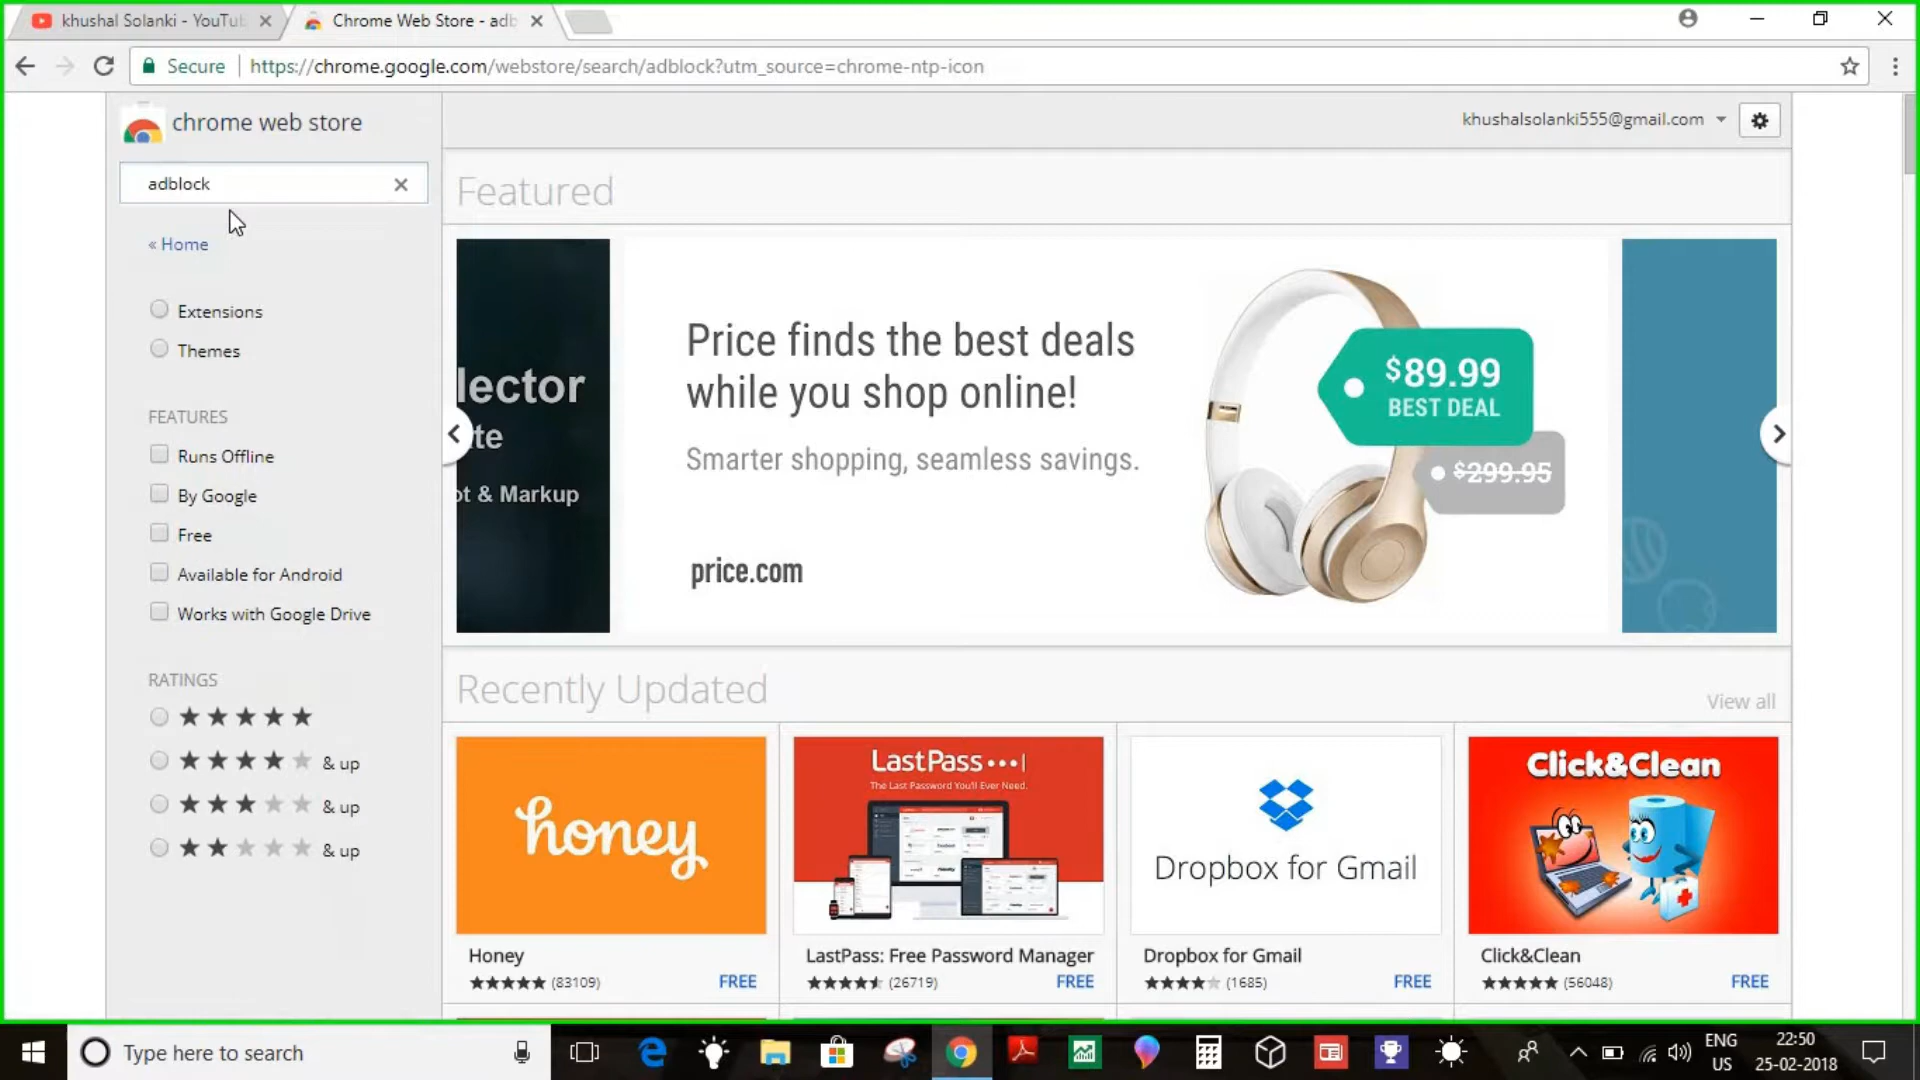 khushal Solanki - YouTu
Chrome Web Store - adb
Secure
https://chrome.google.com/webstore/search/adblock?utm_source=chrome-ntp-icon
chrome web store
khushalsolanki555@gmail.com
adblock
« Home
Extensions
Themes
FEATURES
Runs Offline
By Google
Free
Available for Android
Works with Google Drive
RATINGS
& up
& up
& up
Featured
lector
te
ot & Markup
Price finds the best deals
while you shop online!
Smarter shopping, seamless savings.
price.com
$89.99
BEST DEAL
$299.95
Recently Updated
View all
honey
LastPass
The Last Password You'll Ever Need.
Dropbox for Gmail
Click&Clean
Honey
(83109)
FREE
LastPass: Free Password Manager
(26719)
FREE
Dropbox for Gmail
(1685)
FREE
Click&Clean
(56048)
FREE
Type here to search
ENG
US
22:50
25-02-2018